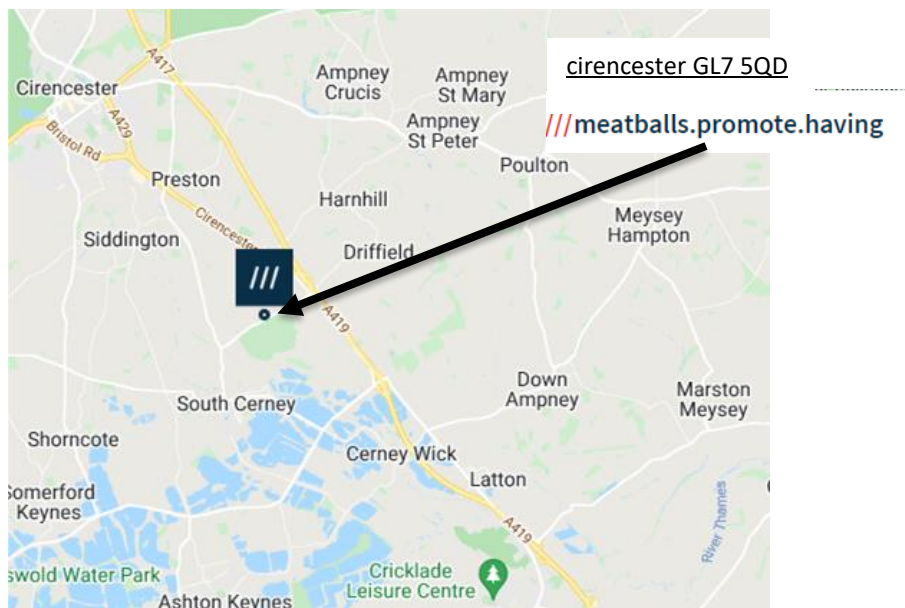 cirencester GL7 5QD
///meatballs.promote.having
A417
Cirencester
Ampney
Crucis
Ampney
St Mary
A429
Ampney
St Peter
Bristol Rd
Poulton
Preston
Harnhill
Meysey
Hampton
Siddington
Cirencester
Driffield
///
A419
Down
Ampney
Marston
Meysey
South Cerney
Shorncote
Cerney Wick
Latton
Somerford
Keynes
A419
River Thames
swold Water Park
Cricklade
Leisure Centre
Ashton Keynes